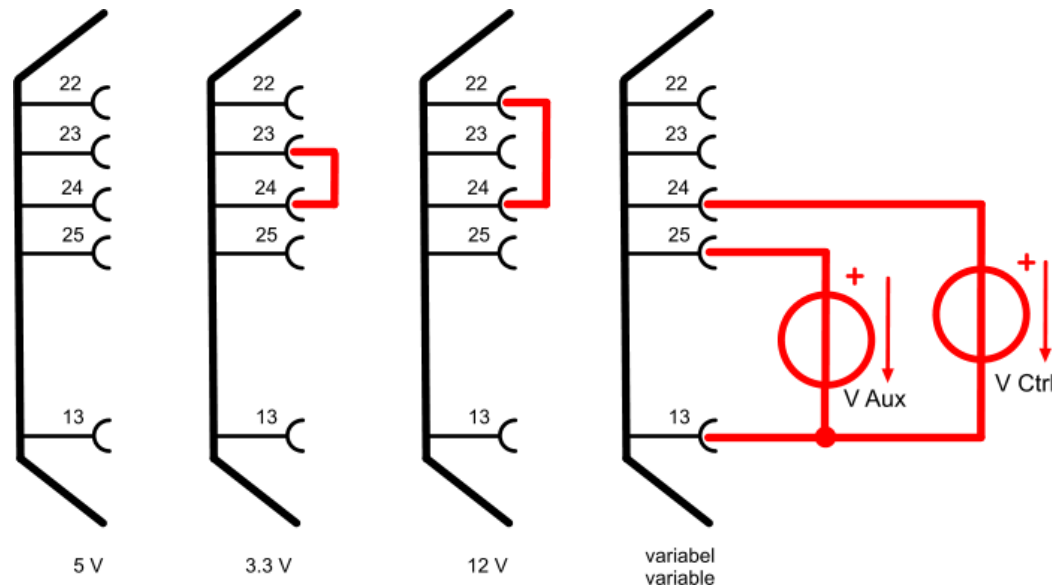 22 22 22 22
23 23 23 23
24 24 24 24
25 25 25 25
+ +
V Aux V Ctrl
13 13 13 13
5 V 3.3 V 12 V variabel
variable